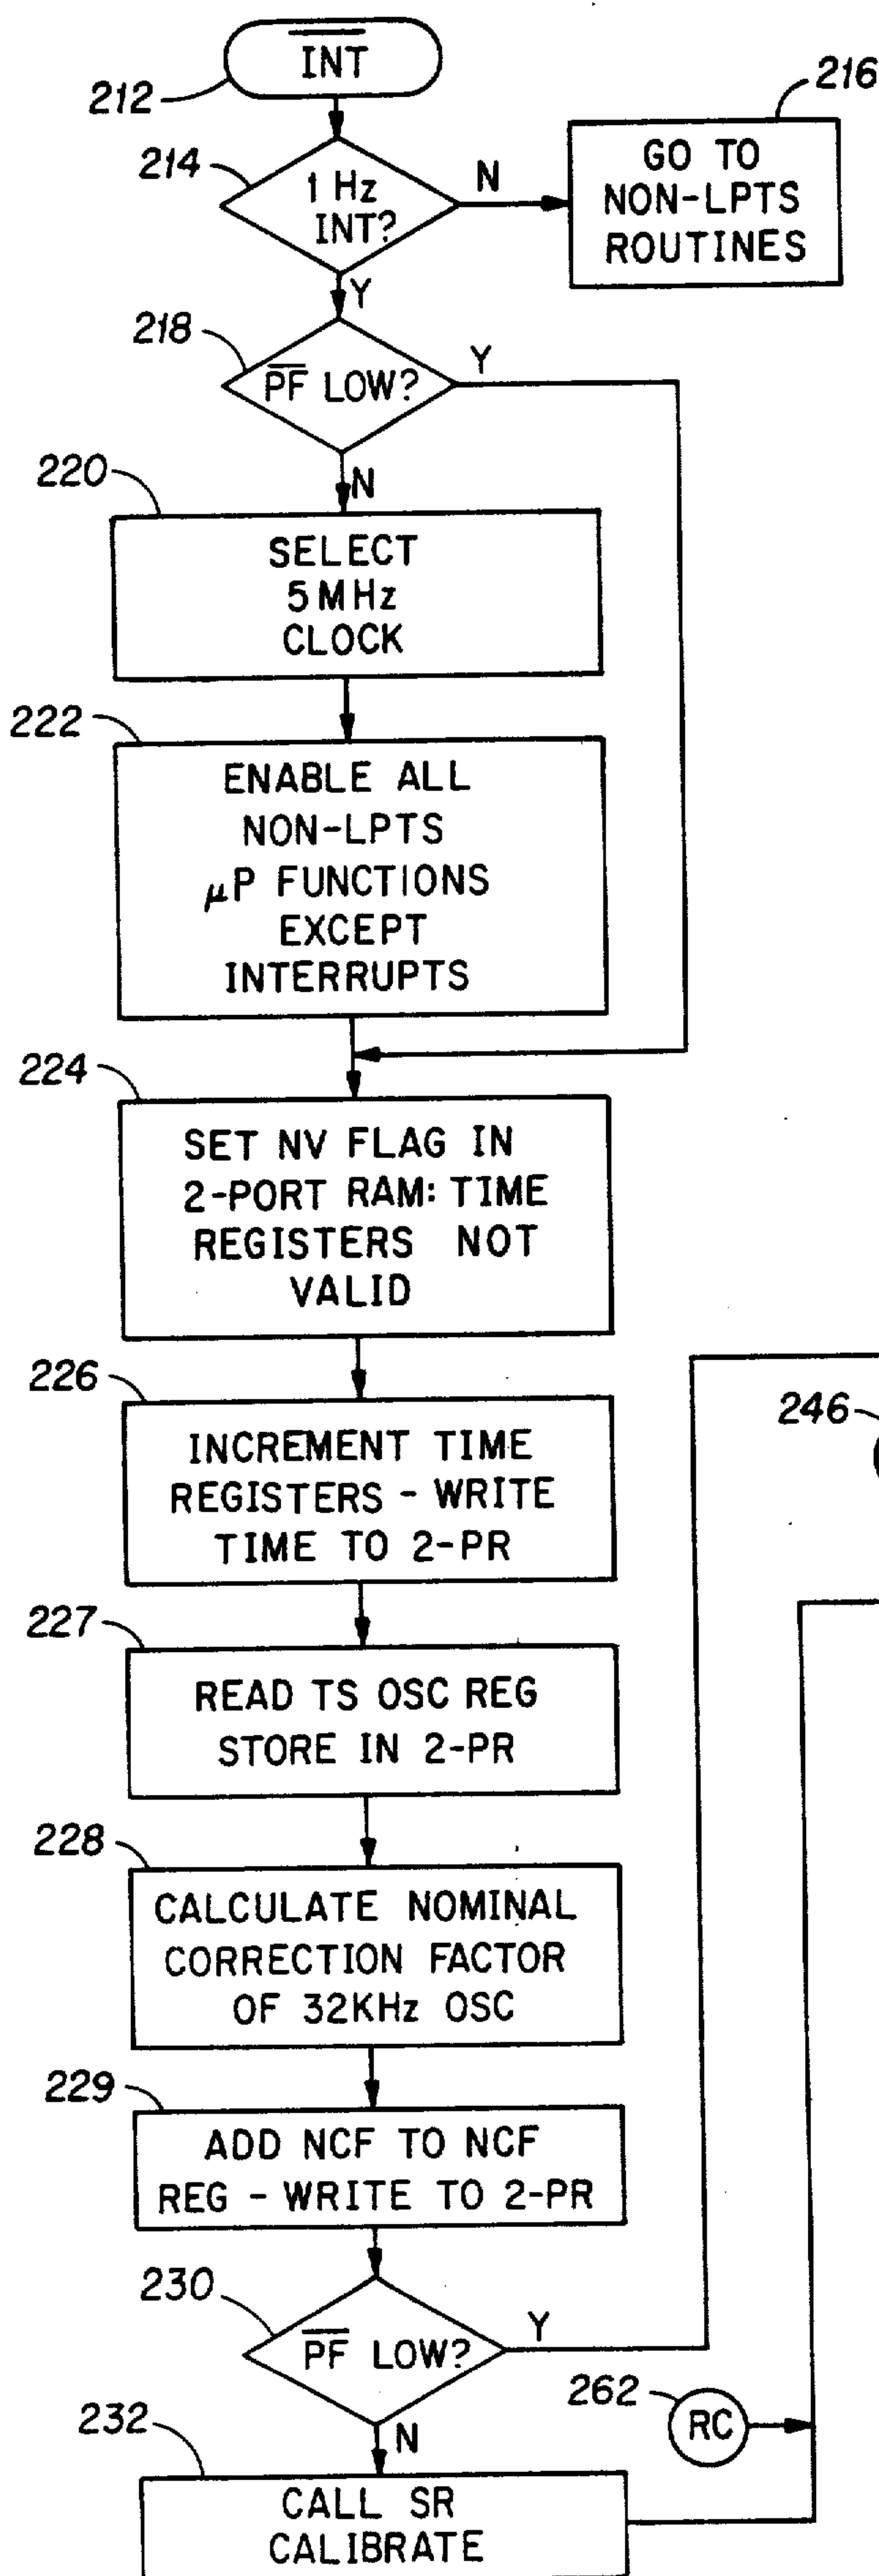 INT
212
214
1 Hz
INT?
N
216
GO TO
NON-LPTS
ROUTINES
Y
218
PF LOW?
Y
N
220
SELECT
5 MHz
CLOCK
222
ENABLE ALL
NON-LPTS
μP FUNCTIONS
EXCEPT
INTERRUPTS
224
SET NV FLAG IN
2-PORT RAM: TIME
REGISTERS NOT
VALID
226
INCREMENT TIME
REGISTERS - WRITE
TIME TO 2-PR
246
227
READ TS OSC REG
STORE IN 2-PR
228
CALCULATE NOMINAL
CORRECTION FACTOR
OF 32KHz OSC
229
ADD NCF TO NCF
REG - WRITE TO 2-PR
230
PF LOW?
Y
N
262
RC
232
CALL SR
CALIBRATE